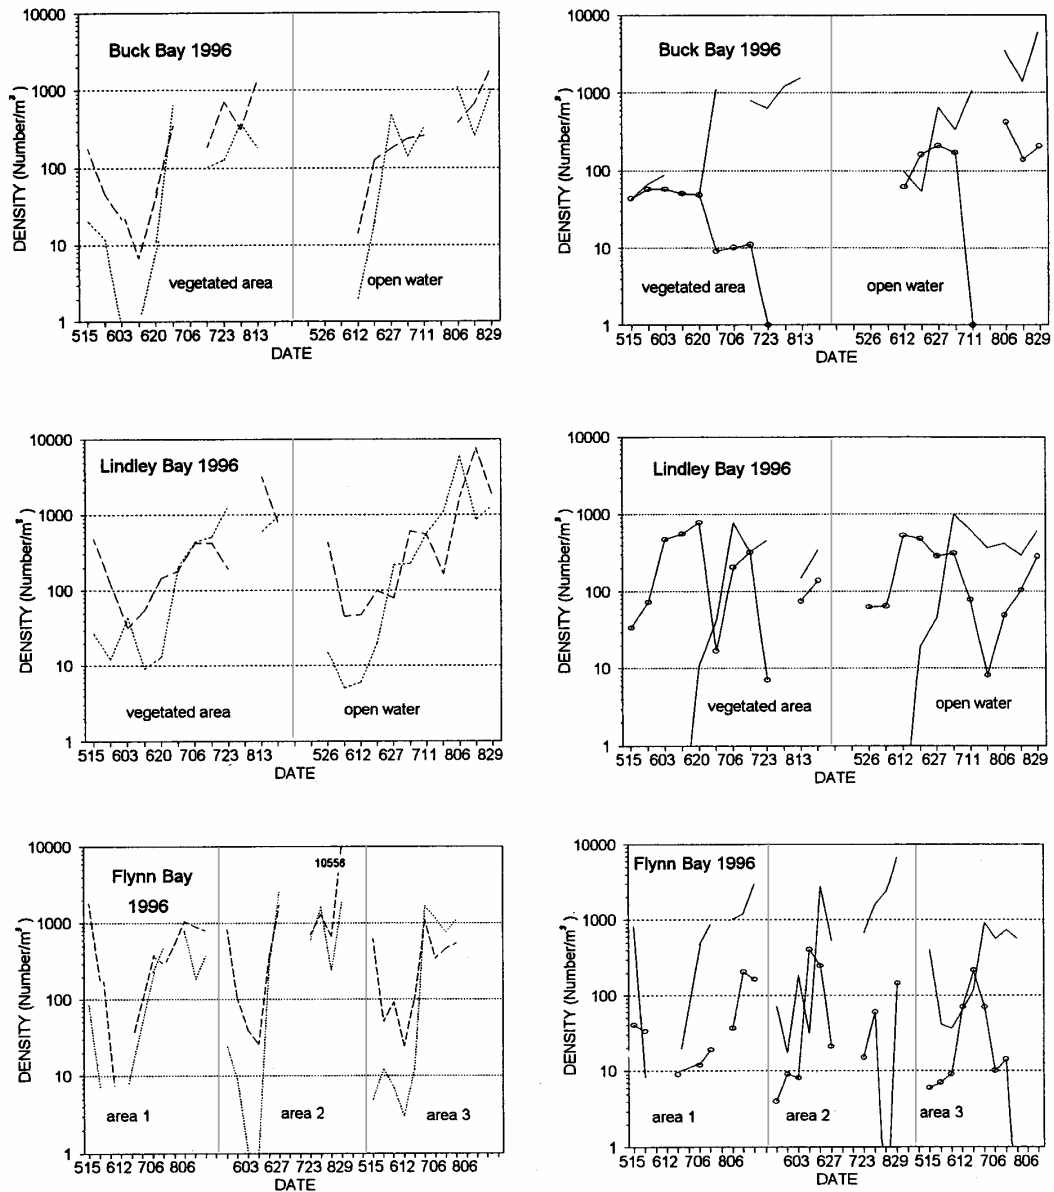 Buck Bay 1996
DENSITY (Number/m³)
10000
1000
100
10
1
vegetated area
open water
515 603 620 706 723 813 526 612 627 711 806 829
DATE
Buck Bay 1996
DENSITY (Number/m³)
10000
1000
100
10
1
vegetated area
open water
515 603 620 706 723 813 526 612 627 711 806 829
DATE
Lindley Bay 1996
DENSITY (Number/m³)
10000
1000
100
10
1
vegetated area
open water
515 603 620 706 723 813 526 612 627 711 806 829
DATE
Lindley Bay 1996
DENSITY (Number/m³)
10000
1000
100
10
1
vegetated area
open water
515 603 620 706 723 813 526 612 627 711 806 829
DATE
Flynn Bay
1996
10556
DENSITY (Number/m³)
10000
1000
100
10
1
area 1
area 2
area 3
515 612 706 806 603 627 723 829 515 612 706 806
DATE
Flynn Bay 1996
DENSITY (Number/m³)
10000
1000
100
10
1
area 1
area 2
area 3
515 612 706 806 603 627 723 829 515 612 706 806
DATE